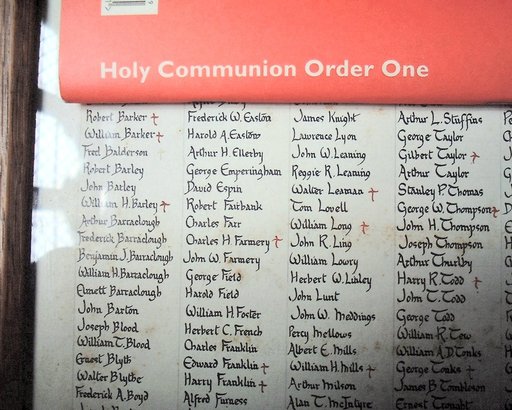 Holy Communion Order One
Robert Barker †
William Barker †
Fred Balderson
Robert Barley
John Barley
William H. Barley †
Arthur Barraclough
Frederick Barraclough
Benjamin J. Barraclough
William H. Barraclough
Emett Barraclough
John Barton
Joseph Blood
William T. Blood
Ernest Blyth
Walter Blythe
Frederick A. Boyd
Frederick W. Easton
Harold A. Easton
Arthur H. Ellerby
George Emperingham
David Espin
Robert Fairbank
Charles Farr
Charles H. Farmery †
John W. Farmery
George Field
Harold Field
William H. Foster
Herbert C. French
Charles Franklin
Edward Franklin †
Harry Franklin †
Alfred Furness
James Knight
Lawrence Lyon
John W. Leaning
Reggie R. Leaning
Walter Leaman †
Tom Lovell
William Long †
John R. Ling
William Lowry
Herbert W. Libley
John Lunt
John W. Meddings
Percy Mellows
Albert E. Mills
William H. Mills †
Arthur Milson
Alan T. McIntyre
Arthur L. Stuffins
George Taylor
Gilbert Taylor †
Arthur Taylor
Stanley P. Thomas
George W. Thompson †
John H. Thompson
Joseph Thompson
Arthur Thurlby
Harry R. Todd †
John T. Todd
George Todd
William R. Tew
William A.D. Tonks
George Tonks †
James B. Tombleson
George Tought